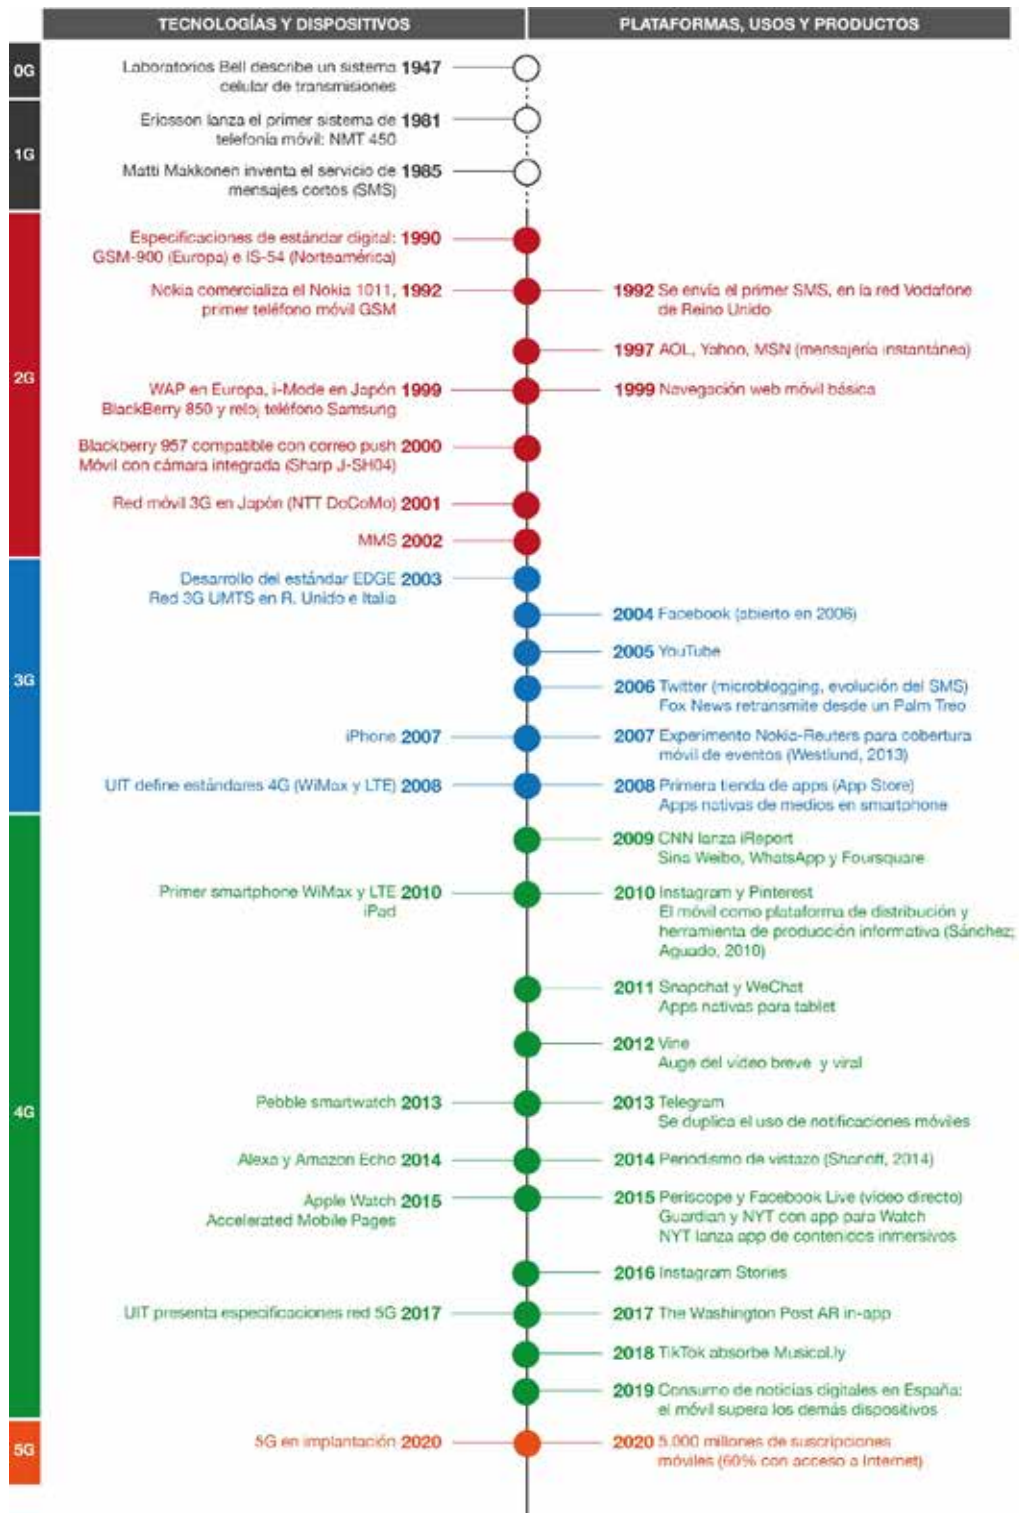 TECNOLOGÍAS Y DISPOSITIVOS
PLATAFORMAS, USOS Y PRODUCTOS
0G
Laboratorios Bell describe un sistema 1947
celular de transmisiones
1G
Ericsson lanza el primer sistema de 1981
telefonía móvil: NMT 450
Matti Makkonen inventa el servicio de 1985
mensajes cortos (SMS)
2G
Especificaciones de estándar digital: 1990
GSM-900 (Europa) e IS-54 (Norteamérica)
Nokia comercializa el Nokia 1011, 1992
primer teléfono móvil GSM
1992 Se envía el primer SMS, en la red Vodafone
de Reino Unido
1997 AOL, Yahoo, MSN (mensajería instantánea)
WAP en Europa, i-Mode en Japón 1999
BlackBerry 850 y reloj teléfono Samsung
1999 Navegación web móvil básica
Blackberry 957 compatible con correo push 2000
Móvil con cámara integrada (Sharp J-SH04)
Red móvil 3G en Japón (NTT DoCoMo) 2001
MMS 2002
3G
Desarrollo del estándar EDGE 2003
Red 3G UMTS en R. Unido e Italia
2004 Facebook (abierto en 2006)
2005 YouTube
2006 Twitter (microblogging, evolución del SMS)
Fox News retransmite desde un Palm Treo
iPhone 2007
2007 Experimento Nokia-Reuters para cobertura
móvil de eventos (Westlund, 2013)
UIT define estándares 4G (WiMax y LTE) 2008
2008 Primera tienda de apps (App Store)
Apps nativas de medios en smartphone
4G
2009 CNN lanza iReport
Sina Weibo, WhatsApp y Foursquare
Primer smartphone WiMax y LTE 2010
iPad
2010 Instagram y Pinterest
El móvil como plataforma de distribución y
herramienta de producción informativa (Sánchez;
Aguado, 2010)
2011 Snapchat y WeChat
Apps nativas para tablet
2012 Vine
Auge del vídeo breve y viral
Pebble smartwatch 2013
2013 Telegram
Se duplica el uso de notificaciones móviles
Alexa y Amazon Echo 2014
2014 Periodismo de vistazo (Shanoff, 2014)
Apple Watch 2015
Accelerated Mobile Pages
2015 Periscope y Facebook Live (vídeo directo)
Guardian y NYT con app para Watch
NYT lanza app de contenidos inmersivos
2016 Instagram Stories
UIT presenta especificaciones red 5G 2017
2017 The Washington Post AR in-app
2018 TikTok absorbe Musical.ly
2019 Consumo de noticias digitales en España:
el móvil supera los demás dispositivos
5G
5G en implantación 2020
2020 5.000 millones de suscripciones
móviles (60% con acceso a Internet)